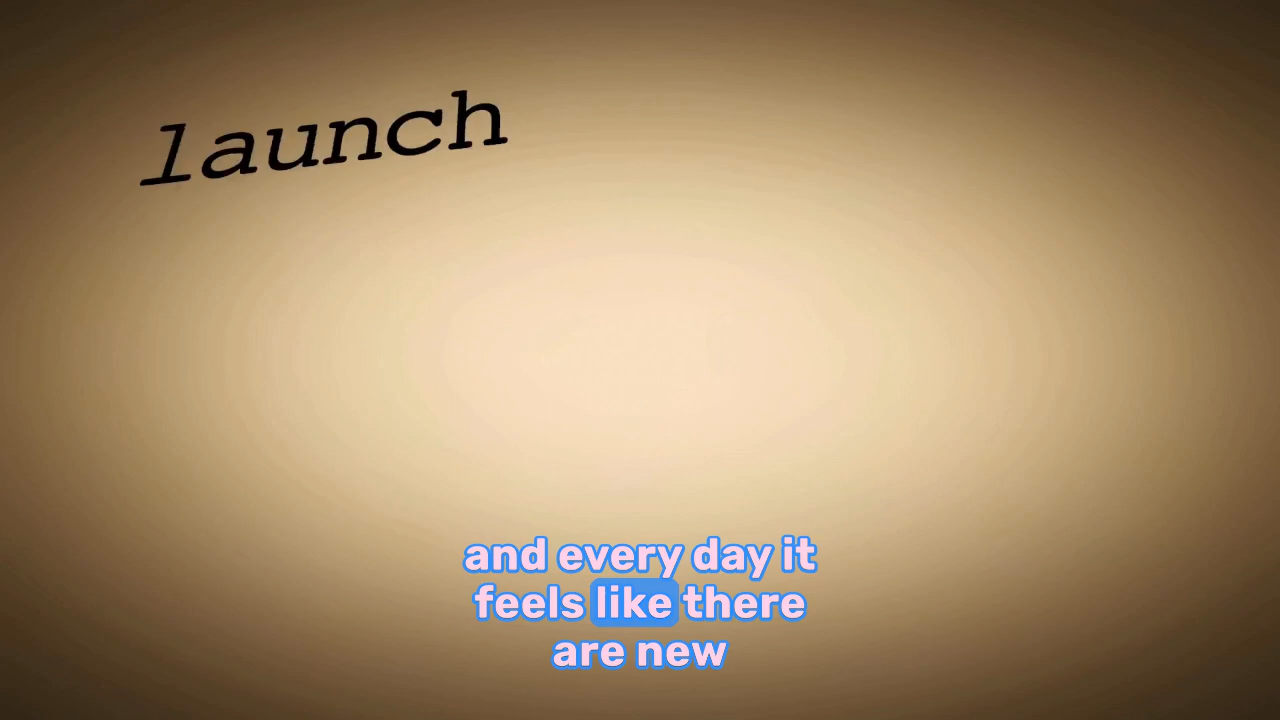 launch
and every day it
feels like there
are new